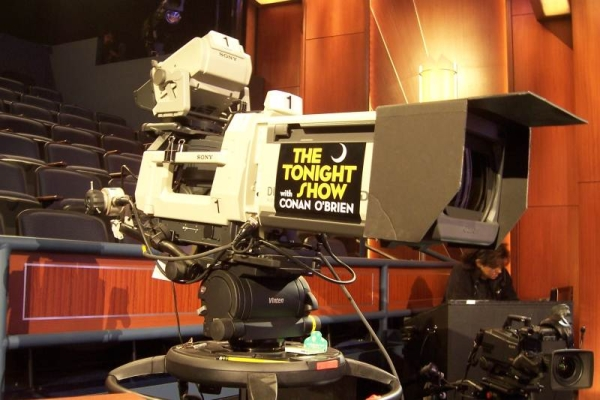 1
SONY
1
SONY
1
THE
TONIGHT
SHOW
with
CONAN O'BRIEN
Vinten